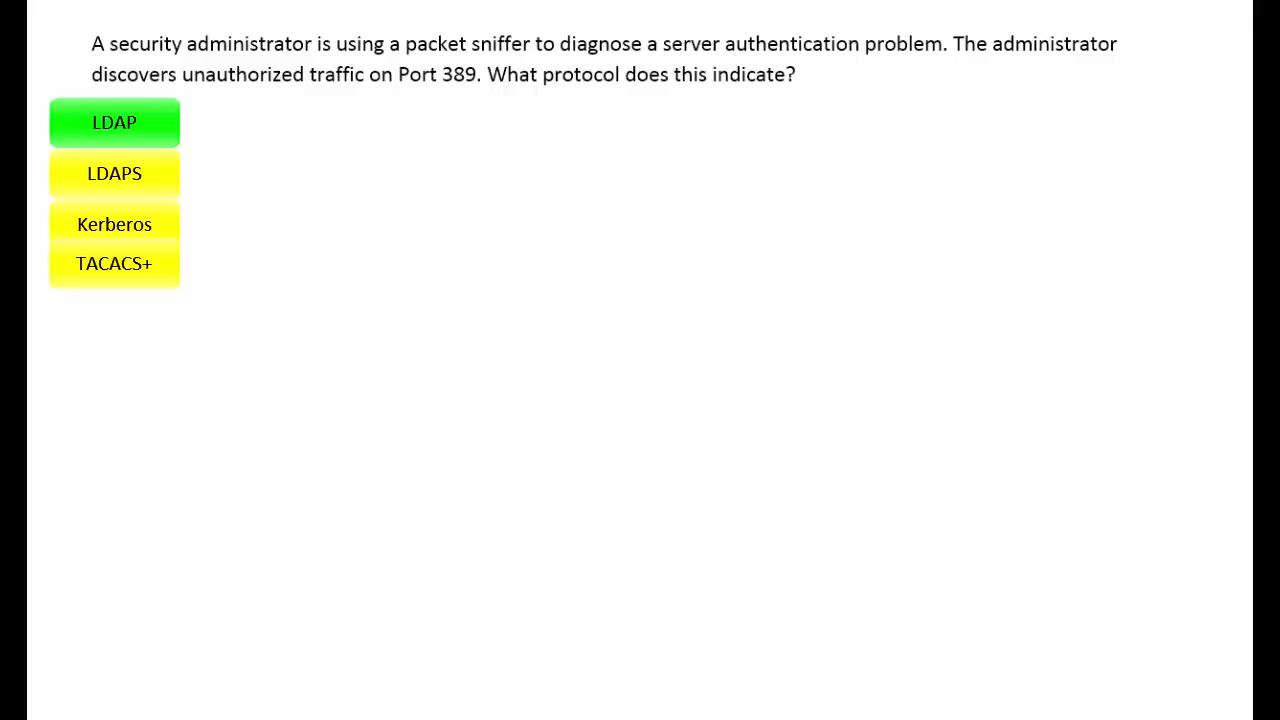 A security administrator is using a packet sniffer to diagnose a server authentication problem. The administrator
discovers unauthorized traffic on Port 389. What protocol does this indicate?
LDAP
LDAPS
Kerberos
TACACS+